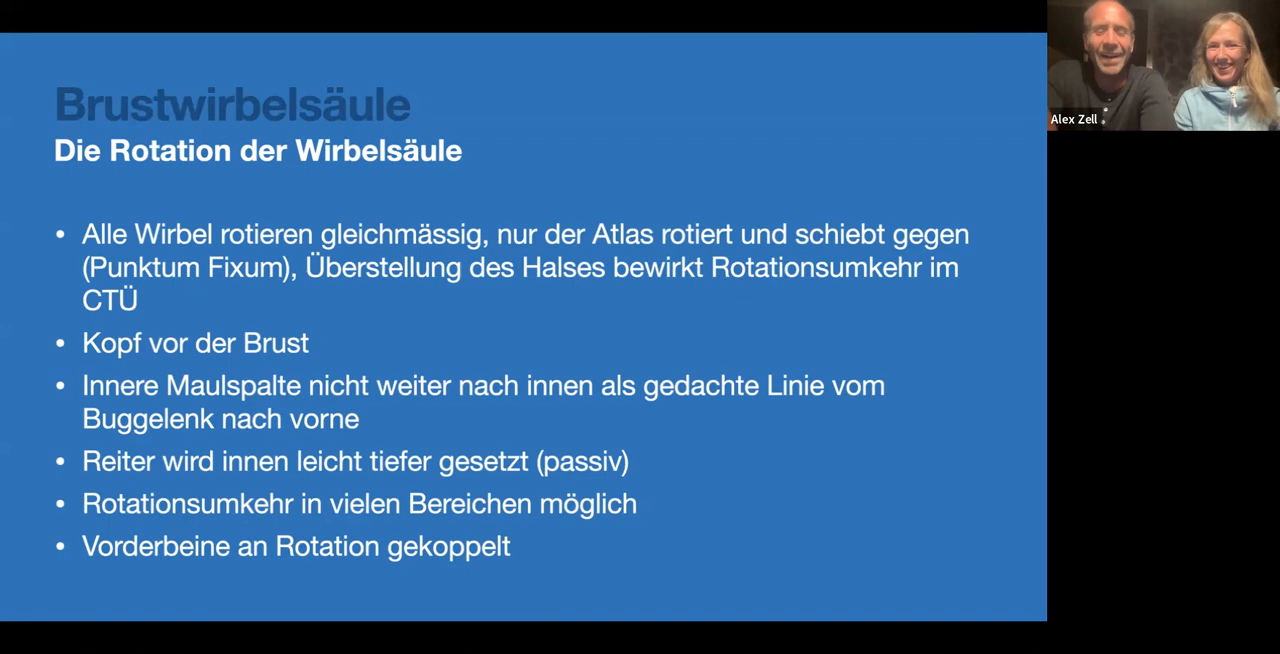 Brustwirbelsäule
Die Rotation der Wirbelsäule
• Alle Wirbel rotieren gleichmässig, nur der Atlas rotiert und schiebt gegen
(Punktum Fixum), Überstellung des Halses bewirkt Rotationsumkehr im
CTÜ
• Kopf vor der Brust
• Innere Maulspalte nicht weiter nach innen als gedachte Linie vom
Buggelenk nach vorne
• Reiter wird innen leicht tiefer gesetzt (passiv)
• Rotationsumkehr in vielen Bereichen möglich
• Vorderbeine an Rotation gekoppelt
Alex Zell